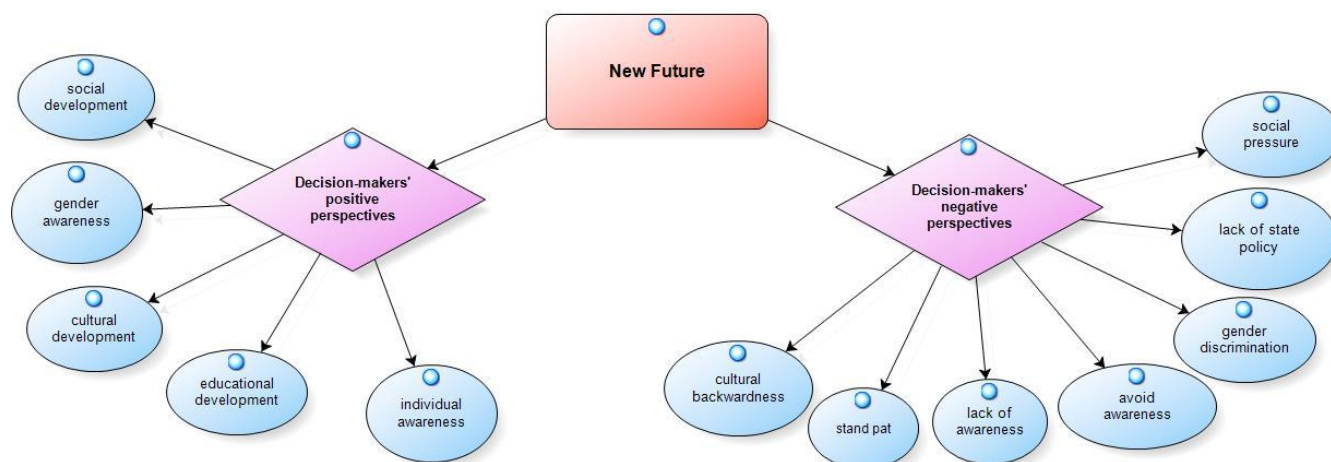 New Future
Decision-makers'
positive
perspectives
social
development
gender
awareness
cultural
development
educational
development
individual
awareness
Decision-makers'
negative
perspectives
social
pressure
lack of state
policy
gender
discrimination
avoid
awareness
lack of
awareness
stand pat
cultural
backwardness